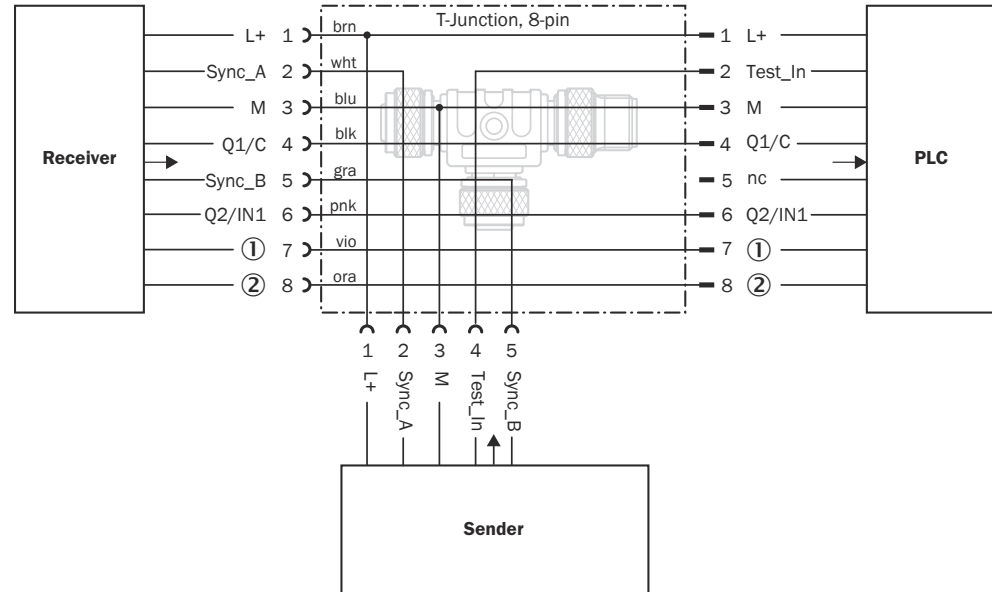 T-Junction, 8-pin
L+ 1 brn 1 L+
Sync_A 2 wht 2 Test_In
M 3 blu 3 M
Q1/C 4 blk 4 Q1/C
Receiver PLC
Sync_B 5 gra 5 nc
Q2/IN1 6 pnk 6 Q2/IN1
① 7 vio 7 ①
② 8 ora 8 ②
1 2 3 4 5
L+ Sync_A M Test_In Sync_B
Sender